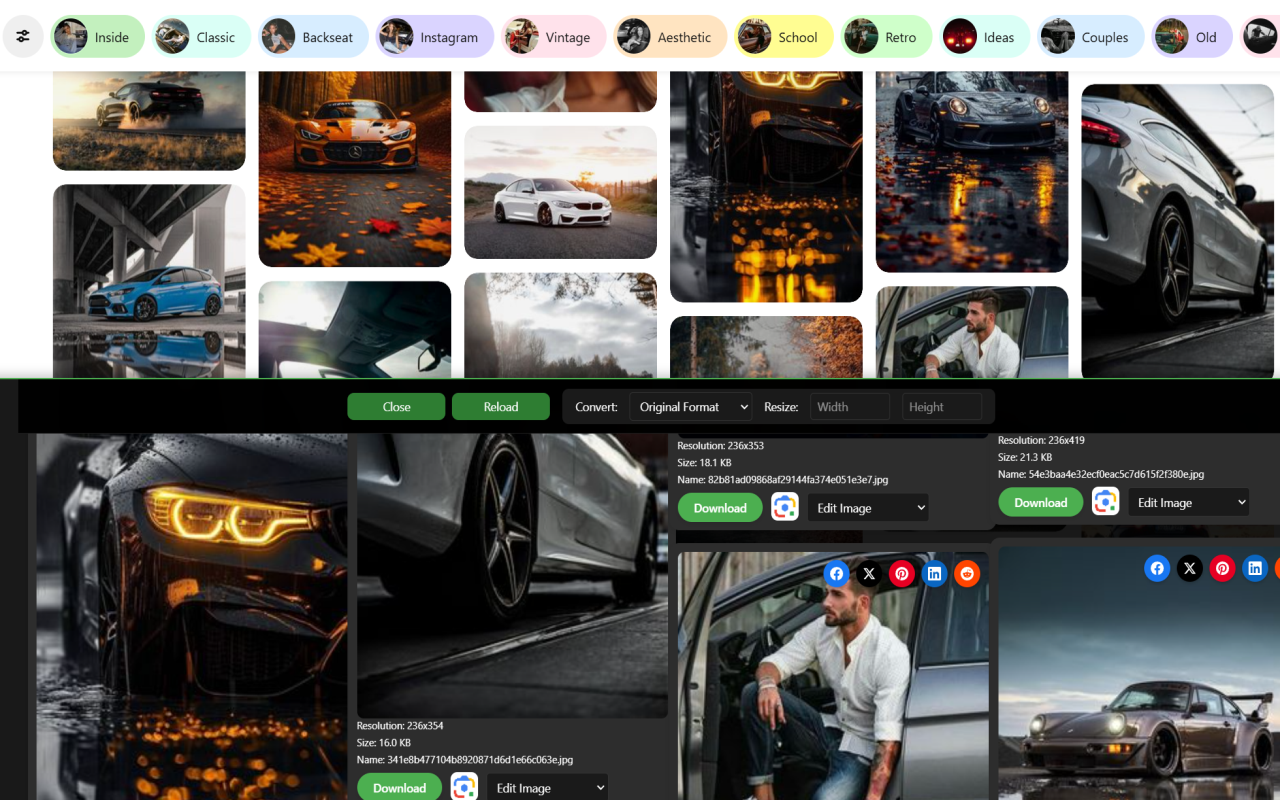 Inside
Classic
Backseat
Instagram
Vintage
Aesthetic
School
Retro
Ideas
Couples
Old
Close
Reload
Convert:
Original Format
Resize:
Width
Height
Resolution: 236x354
Size: 16.0 KB
Name: 341e8b477104b8920871d6d1e66c063e.jpg
Download
Edit Image
Resolution: 236x353
Size: 18.1 KB
Name: 82b81ad09868af29144fa374e051e3e7.jpg
Download
Edit Image
Resolution: 236x419
Size: 21.3 KB
Name: 54e3baa4e32ecf0eac5c7d615f2f380e.jpg
Download
Edit Image